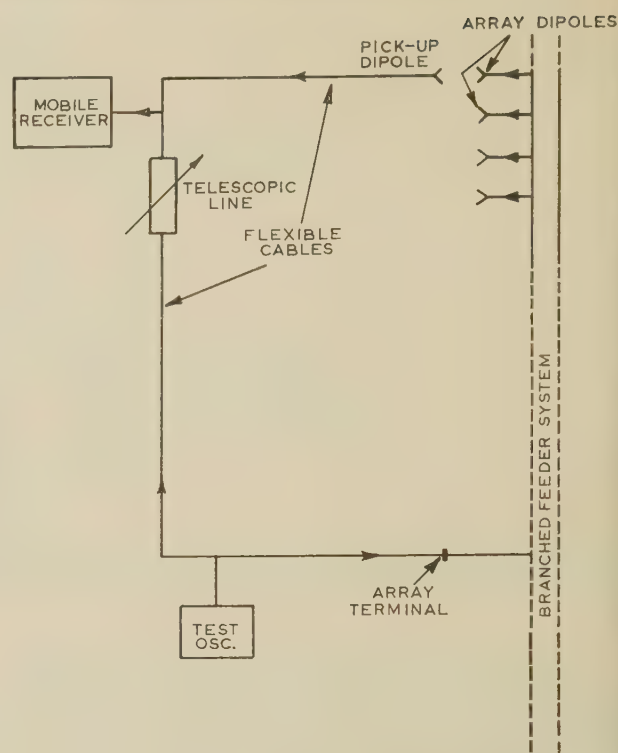 ARRAY DIPOLES
PICK-UP
DIPOLE
MOBILE
RECEIVER
TELESCOPIC
LINE
FLEXIBLE
CABLES
BRANCHED FEEDER SYSTEM
ARRAY
TERMINAL
TEST
OSC.